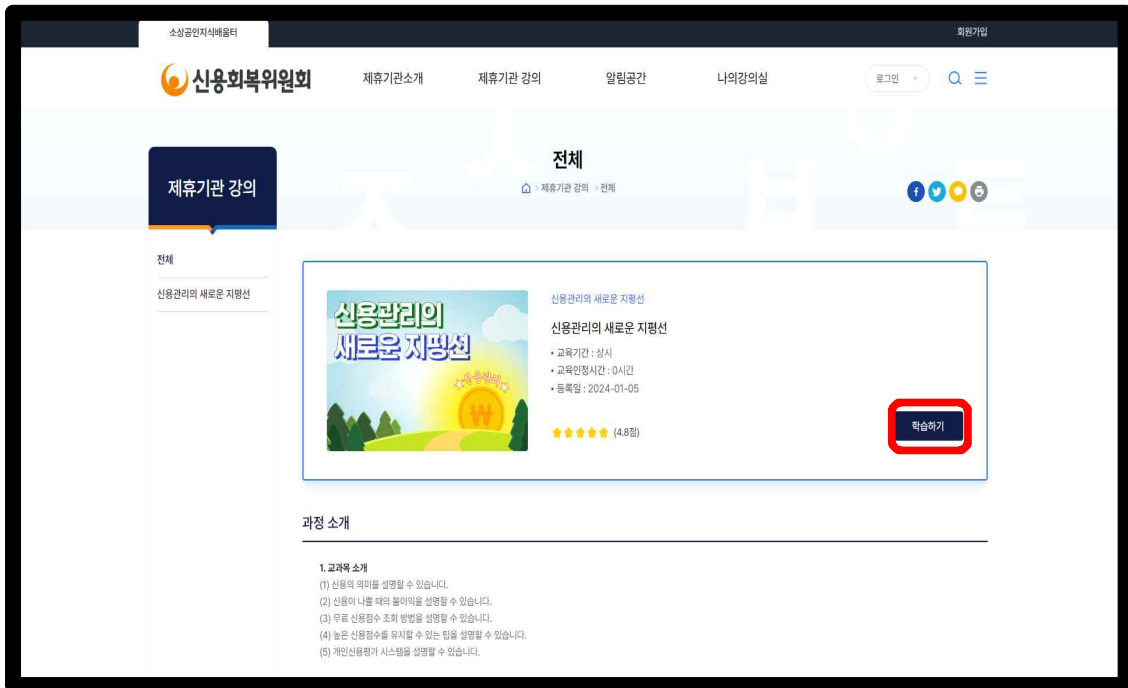 소상공인지식배움터
회원가입
신용회복위원회
제휴기관소개
제휴기관 강의
알림공간
나의강의실
로그인
전체
제휴기관 강의
제휴기관 강의 > 전체
전체
신용관리의 새로운 지평선
신용관리의
새로운 지평선
신용관리
신용관리의 새로운 지평선
신용관리의 새로운 지평선
• 교육기간 : 상시
• 교육인정시간 : 0시간
• 등록일 : 2024-01-05
(4.8점)
학습하기
과정 소개
1. 교과목 소개
(1) 신용의 의미를 설명할 수 있습니다.
(2) 신용이 나쁠 때의 불이익을 설명할 수 있습니다.
(3) 무료 신용점수 조회 방법을 설명할 수 있습니다.
(4) 높은 신용점수를 유지할 수 있는 팁을 설명할 수 있습니다.
(5) 개인신용평가 시스템을 설명할 수 있습니다.